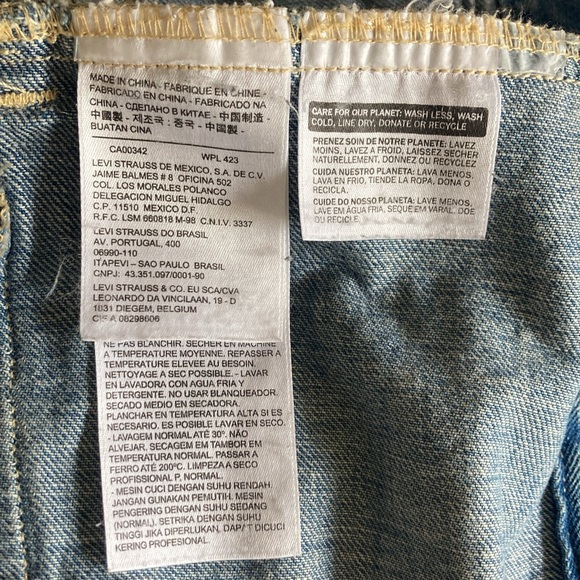 MADE IN CHINA - FABRIQUE EN CHINE -
FABRICADO EN CHINA - FABRICADO NA
CHINA - СДЕЛАНО В КИТАЕ - 中国制造 -
中國製 - 제조국 : 중국 - 中国製 -
BUATAN CINA
CA00342 WPL 423
LEVI STRAUSS DE MEXICO, S.A. DE C.V.
JAIME BALMES # 8 OFICINA 502
COL. LOS MORALES POLANCO
DELEGACION MIGUEL HIDALGO
C.P. 11510 MEXICO D.F
R.F.C. LSM 660818 M-98 C.N.I.V. 3337
LEVI STRAUSS DO BRASIL
AV. PORTUGAL, 400
06990-110
ITAPEVI – SAO PAULO BRASIL
CNPJ: 43.351.097/0001-90
LEVI STRAUSS & CO. EU SCA/CVA
LEONARDO DA VINCILAAN, 19 - D
1831 DIEGEM, BELGIUM
CIF A 08298606
NE PAS BLANCHIR. SECHER EN MACHINE
A TEMPERATURE MOYENNE. REPASSER A
TEMPERATURE ELEVEE AU BESOIN.
NETTOYAGE A SEC POSSIBLE. - LAVAR
EN LAVADORA CON AGUA FRIA Y
DETERGENTE. NO USAR BLANQUEADOR.
SECADO MEDIO EN SECADORA.
PLANCHAR EN TEMPERATURA ALTA SI ES
NECESARIO. ES POSIBLE LAVAR EN SECO.
- LAVAGEM NORMAL ATÉ 30º. NÃO
ALVEJAR. SECAGEM EM TAMBOR EM
TEMPERATURA NORMAL. PASSAR A
FERRO ATÉ 200ºC. LIMPEZA A SECO
PROFISSIONAL P, NORMAL.
- MESIN CUCI DENGAN SUHU RENDAH.
JANGAN GUNAKAN PEMUTIH. MESIN
PENGERING DENGAN SUHU SEDANG
(NORMAL). SETRIKA DENGAN SUHU
TINGGI JIKA DIPERLUKAN. DAPAT DICUCI
KERING PROFESIONAL.
CARE FOR OUR PLANET: WASH LESS, WASH
COLD, LINE DRY, DONATE OR RECYCLE
PRENEZ SOIN DE NOTRE PLANETE: LAVEZ
MOINS, LAVEZ A FROID, LAISSEZ SECHER
NATURELLEMENT, DONNEZ OU RECYCLEZ
CUIDA NUESTRO PLANETA: LAVA MENOS,
LAVA EN FRIO, TIENDE LA ROPA, DONA O
RECICLA.
CUIDE DO NOSSO PLANETA: LAVE MENOS,
LAVE EM ÁGUA FRIA, SEQUE EM VARAL, DOE
OU RECICLE.